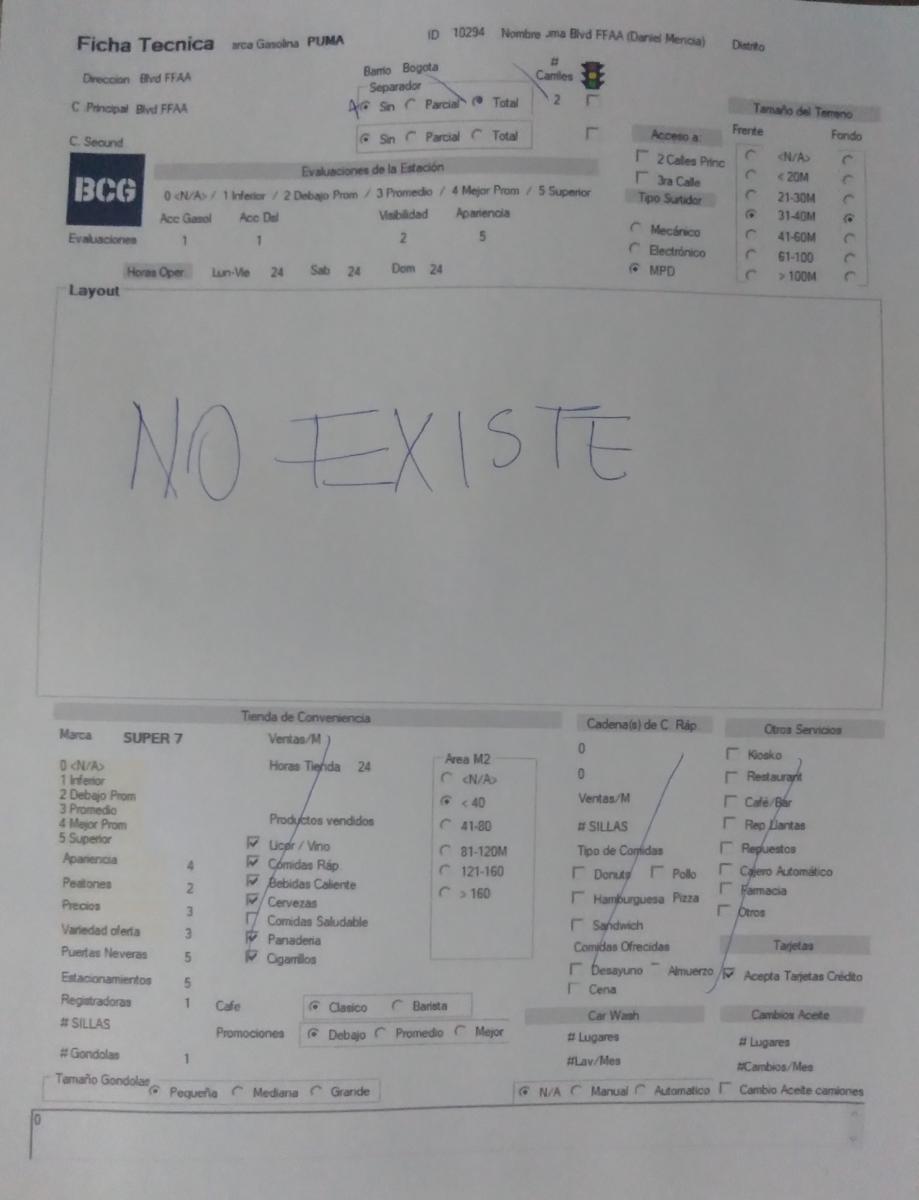 Ficha Tecnica arca Gasolina PUMA ID 10294 Nombre uma Blvd FFAA (Daniel Mencia) Distrito
Direccion Blvd FFAA Barrio Bogota # Carriles 2
C Principal Blvd FFAA Separador Sin Parcial Total
C. Secund Sin Parcial Total
BCG
Evaluaciones de la Estación
0 <N/A> / 1 Inferior / 2 Debajo Prom / 3 Promedio / 4 Mejor Prom / 5 Superior
Acc Gasol Acc Dsl Visibilidad Apariencia
Evaluaciones 1 1 2 5
Horas Oper. Lun-Vie 24 Sab 24 Dom 24
Acceso a:
2 Calles Princ
3ra Calle
Tipo Surtidor
Mecánico
Electrónico
MPD
Tamaño del Terreno
Frente Fondo
<N/A>
< 20M
21-30M
31-40M
41-60M
61-100
> 100M
Layout
NO EXISTE
Tienda de Conveniencia
Marca SUPER 7
0 <N/A>
1 Inferior
2 Debajo Prom
3 Promedio
4 Mejor Prom
5 Superior
Apariencia 4
Peatones 2
Precios 3
Variedad oferta 3
Puertas Neveras 5
Estacionamientos 5
Registradoras 1
# SILLAS
# Gondolas 1
Tamaño Gondolas Pequeña Mediana Grande
Ventas/M
Horas Tienda 24
Productos vendidos
Licor / Vino
Comidas Ráp
Bebidas Caliente
Cervezas
Comidas Saludable
Panaderia
Cigarrillos
Area M2
<N/A>
< 40
41-80
81-120M
121-160
> 160
Cafe Clasico Barista
Promociones Debajo Promedio Mejor
Cadena(s) de C. Ráp.
0
0
Ventas/M
# SILLAS
Tipo de Comidas
Donuts Pollo
Hamburguesa Pizza
Sandwich
Comidas Ofrecidas
Desayuno Almuerzo
Cena
Car Wash
# Lugares
#Lav/Mes
N/A Manual Automatico
Otros Servicios
Kiosko
Restaurant
Café/Bar
Rep Llantas
Repuestos
Cajero Automático
Farmacia
Otros
Tarjetas
Acepta Tarjetas Crédito
Cambios Aceite
# Lugares
#Cambios/Mes
Cambio Aceite camiones
0